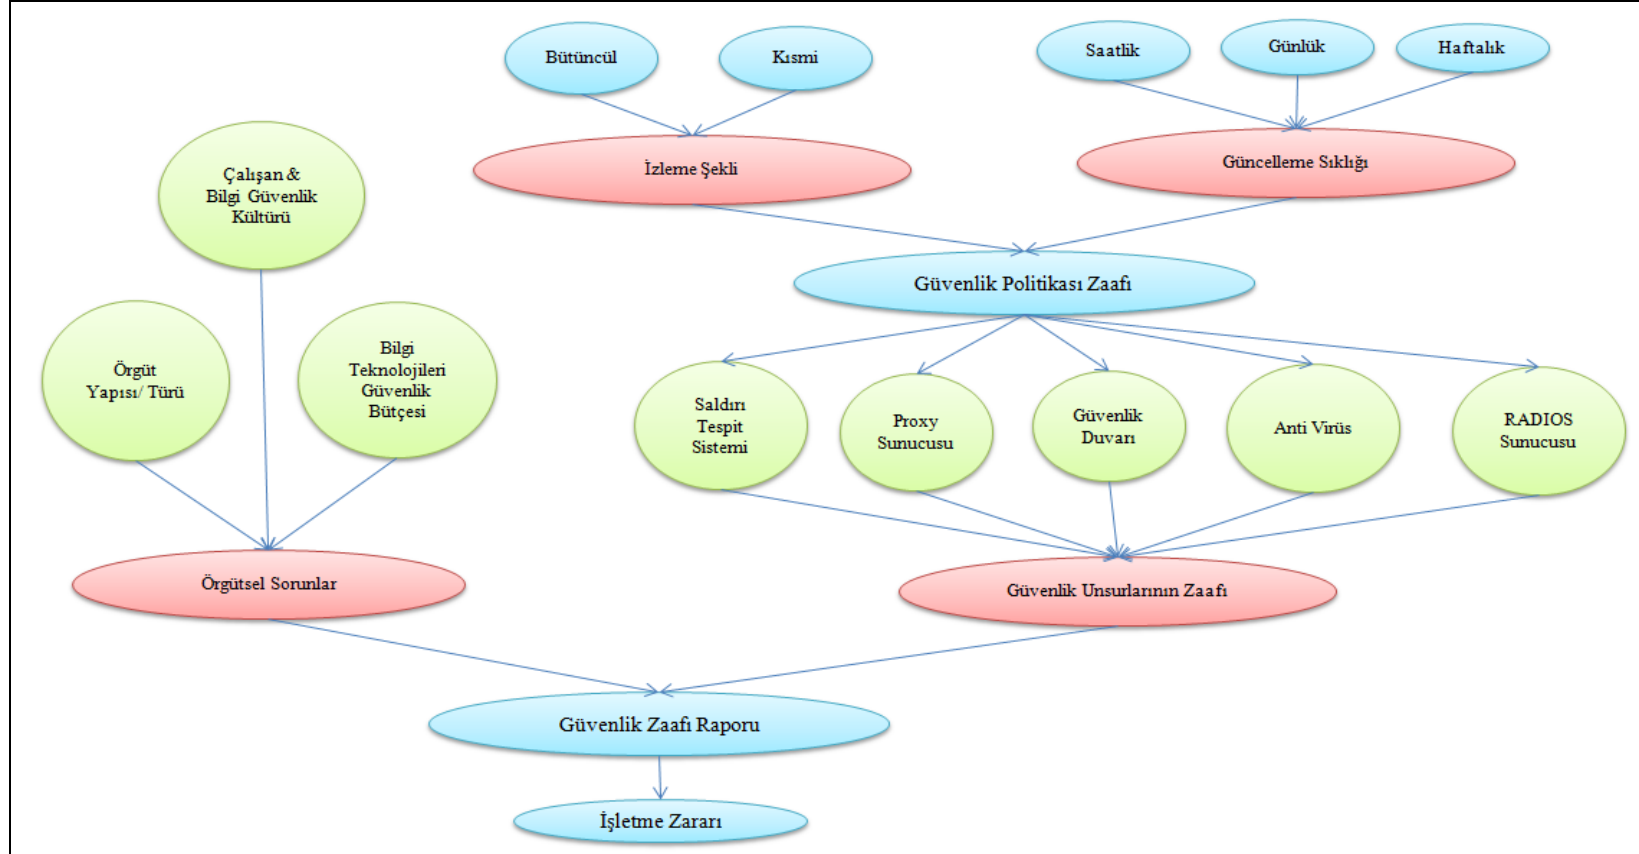 Bütüncül
Kısmi
Saatlik
Günlük
Haftalık
İzleme Şekli
Güncelleme Sıklığı
Çalışan &
Bilgi Güvenlik
Kültürü
Güvenlik Politikası Zaafı
Örgüt
Yapısı/ Türü
Bilgi
Teknolojileri
Güvenlik
Bütçesi
Saldırı
Tespit
Sistemi
Proxy
Sunucusu
Güvenlik
Duvarı
Anti Virüs
RADIOS
Sunucusu
Örgütsel Sorunlar
Güvenlik Unsurlarının Zaafı
Güvenlik Zaafı Raporu
İşletme Zararı